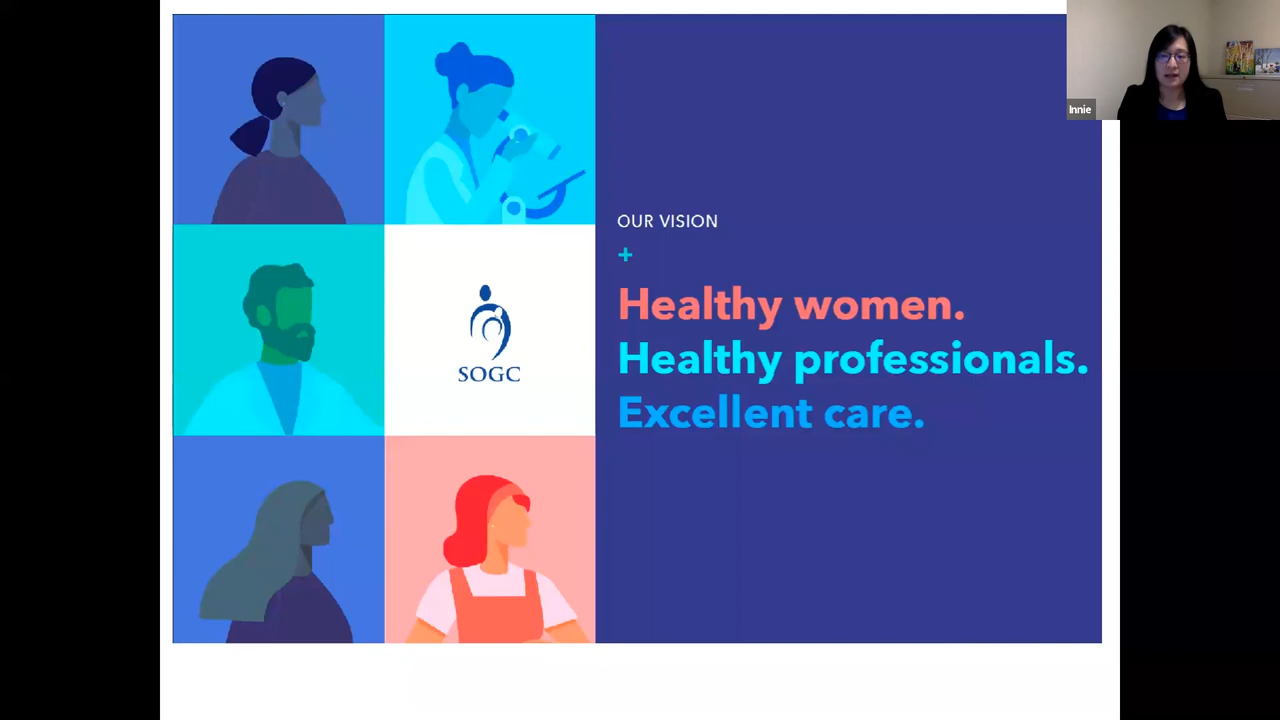 Innie
OUR VISION
+
Healthy women.
Healthy professionals.
Excellent care.
SOGC